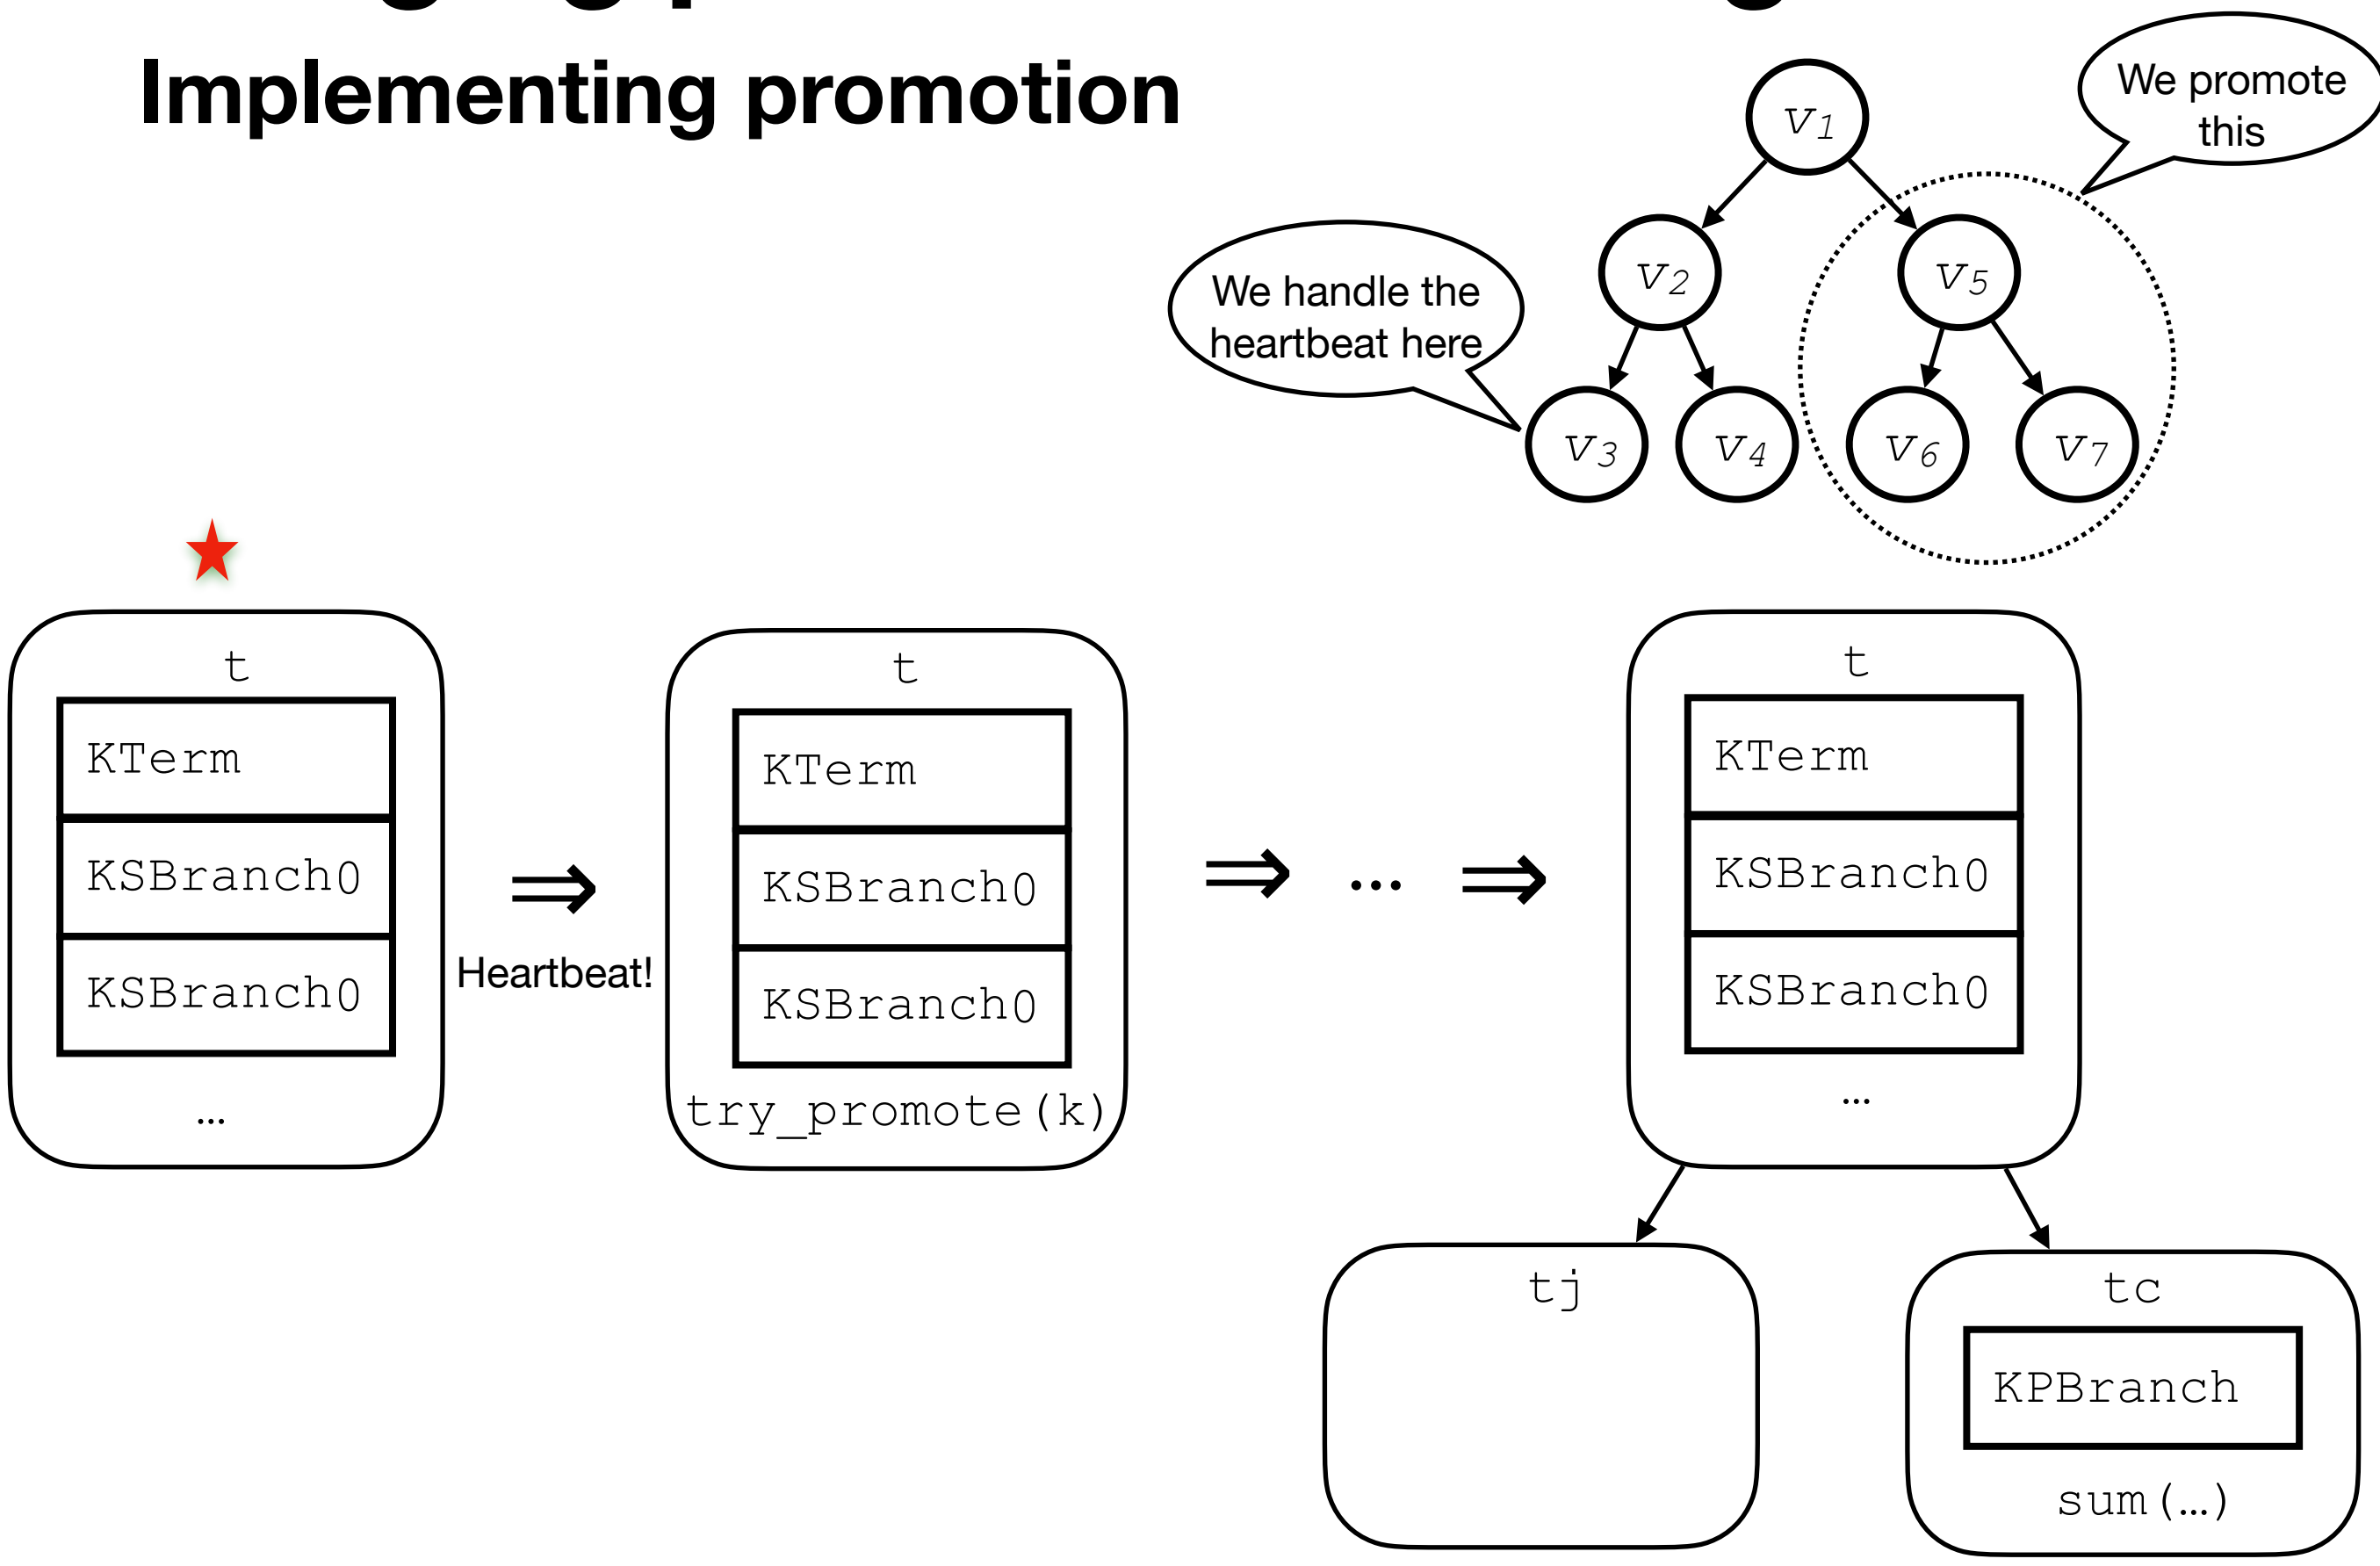 Implementing promotion
We promote
this
v1
v2
v5
We handle the
heartbeat here
v3
v4
v6
v7
t
KTerm
KSBranch0
KSBranch0
...
⇒
Heartbeat!
t
KTerm
KSBranch0
KSBranch0
try_promote(k)
⇒ ... ⇒
t
KTerm
KSBranch0
KSBranch0
...
tj
tc
KPBranch
sum(...)